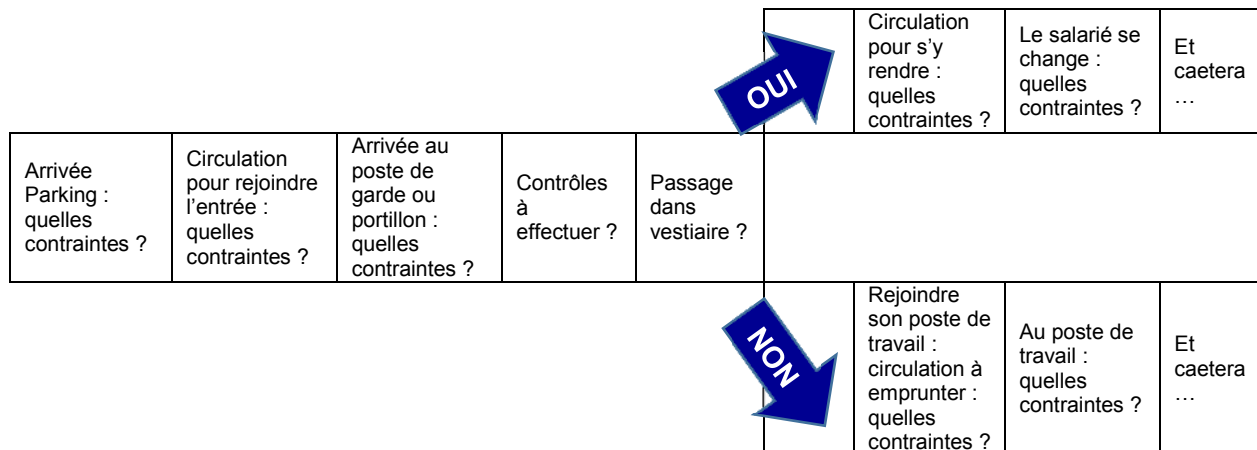 OUI
Circulation
pour s’y
rendre :
quelles
contraintes ?
Le salarié se
change :
quelles
contraintes ?
Et
caetera
…
Arrivée
Parking :
quelles
contraintes ?
Circulation
pour rejoindre
l’entrée :
quelles
contraintes ?
Arrivée au
poste de
garde ou
portillon :
quelles
contraintes ?
Contrôles
à
effectuer ?
Passage
dans
vestiaire ?
NON
Rejoindre
son poste de
travail :
circulation à
emprunter :
quelles
contraintes ?
Au poste de
travail :
quelles
contraintes ?
Et
caetera
…